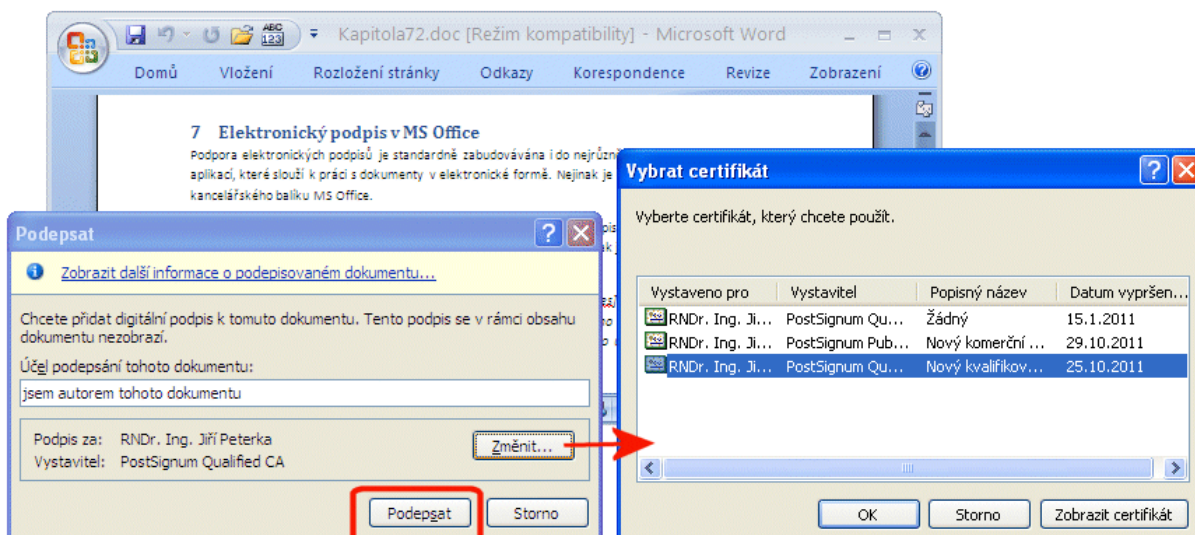 ABC
123
Kapitola72.doc [Režim kompatibility] - Microsoft Word
Domů Vložení Rozložení stránky Odkazy Korespondence Revize Zobrazení
7 Elektronický podpis v MS Office
Podpora elektronických podpisů je standardně zabudovávána i do
aplikací, které slouží k práci s dokumenty v elektronické formě. Nejinak je
kancelářského balíku MS Office.
Podepsat
Zobrazit další informace o podepisovaném dokumentu...
Chcete přidat digitální podpis k tomuto dokumentu. Tento podpis se v rámci obsahu
dokumentu nezobrazí.
Účel podepsání tohoto dokumentu:
jsem autorem tohoto dokumentu
Podpis za: RNDr. Ing. Jiří Peterka
Vystavitel: PostSignum Qualified CA
Změnit...
Podepsat Storno
Vybrat certifikát
Vyberte certifikát, který chcete použít.
Vystaveno pro Vystavitel Popisný název Datum vypršen...
RNDr. Ing. Ji... PostSignum Qu... Žádný 15.1.2011
RNDr. Ing. Ji... PostSignum Pub... Nový komerční ... 29.10.2011
RNDr. Ing. Ji... PostSignum Qu... Nový kvalifikov... 25.10.2011
OK Storno Zobrazit certifikát